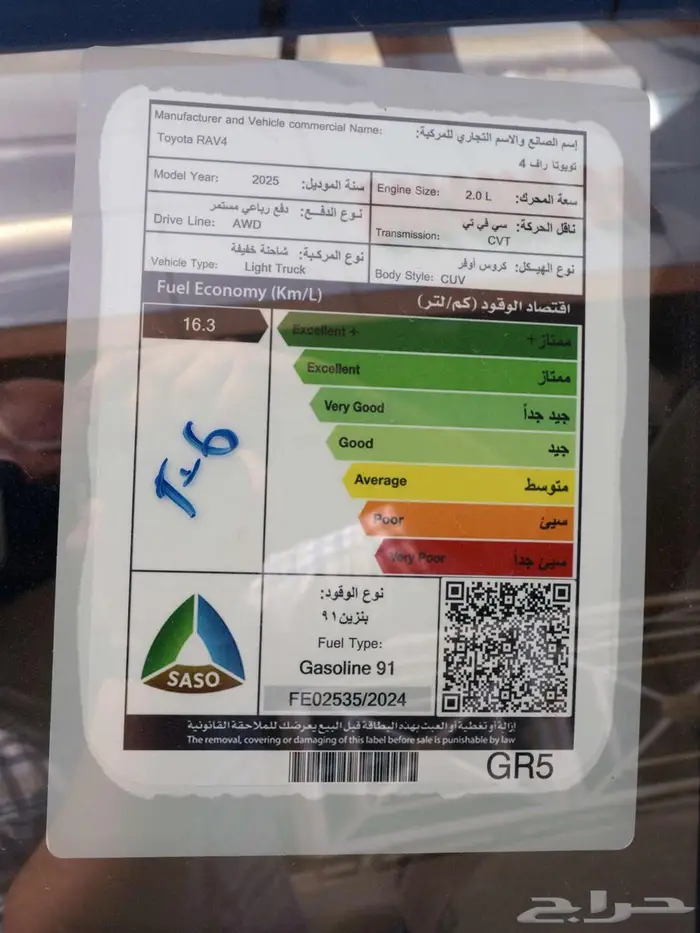 Manufacturer and Vehicle commercial Name:
إسم الصانع والاسم التجاري للمركبة:
Toyota RAV4
تويوتا راف 4
Model Year: 2025 سنة الموديل:
Engine Size: 2.0 L سعة المحرك:
نوع الدفع: دفع رباعي مستمر
Drive Line: AWD
ناقل الحركة: سي في تي
Transmission: CVT
نوع المركبة: شاحنة خفيفة
Vehicle Type: Light Truck
نوع الهيكل: كروس أوفر
Body Style: CUV
Fuel Economy (Km/L) اقتصاد الوقود (كم/لتر)
16.3
Excellent + ممتاز+
Excellent ممتاز
Very Good جيد جداً
Good جيد
Average متوسط
Poor سيئ
Very Poor سيئ جداً
SASO
نوع الوقود:
بنزين ٩١
Fuel Type:
Gasoline 91
FE02535/2024
إزالة أو تغطية أو العبث بهذه البطاقة قبل البيع يعرضك للملاحقة القانونية
The removal, covering or damaging of this label before sale is punishable by law
GR5
حراج